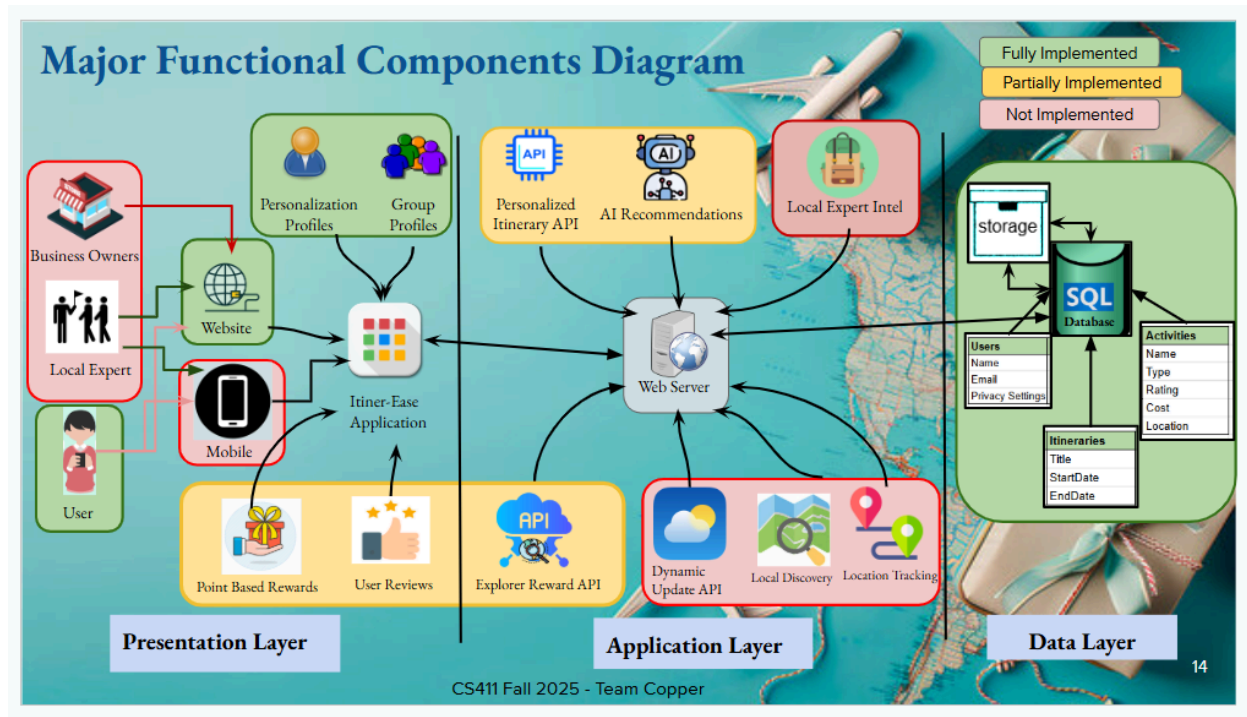 Major Functional Components Diagram
Fully Implemented
Partially Implemented
Not Implemented
Business Owners
Local Expert
User
Personalization
Profiles
Group
Profiles
Website
Mobile
Itiner-Ease
Application
Point Based Rewards
User Reviews
API
Personalized
Itinerary API
AI
AI Recommendations
Local Expert Intel
Web Server
API
Explorer Reward API
Dynamic
Update API
Local Discovery
Location Tracking
storage
SQL
Database
Users
Name
Email
Privacy Settings
Activities
Name
Type
Rating
Cost
Location
Itineraries
Title
StartDate
EndDate
Presentation Layer
Application Layer
Data Layer
CS411 Fall 2025 - Team Copper
14